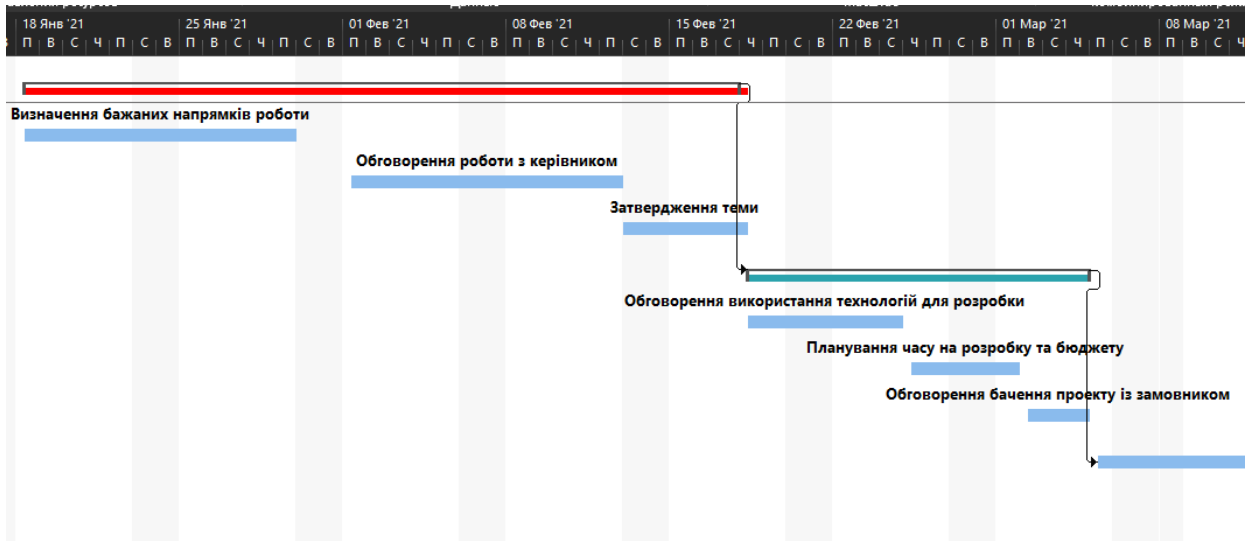 18 Янв '21 25 Янв '21 01 Фев '21 08 Фев '21 15 Фев '21 22 Фев '21 01 Мар '21 08 Мар '21
П В С Ч П С В П В С Ч П С В П В С Ч П С В П В С Ч П С В П В С Ч П С В П В С Ч П С В П В С Ч П С В П В С Ч
Визначення бажаних напрямків роботи
Обговорення роботи з керівником
Затвердження теми
Обговорення використання технологій для розробки
Планування часу на розробку та бюджету
Обговорення бачення проекту із замовником